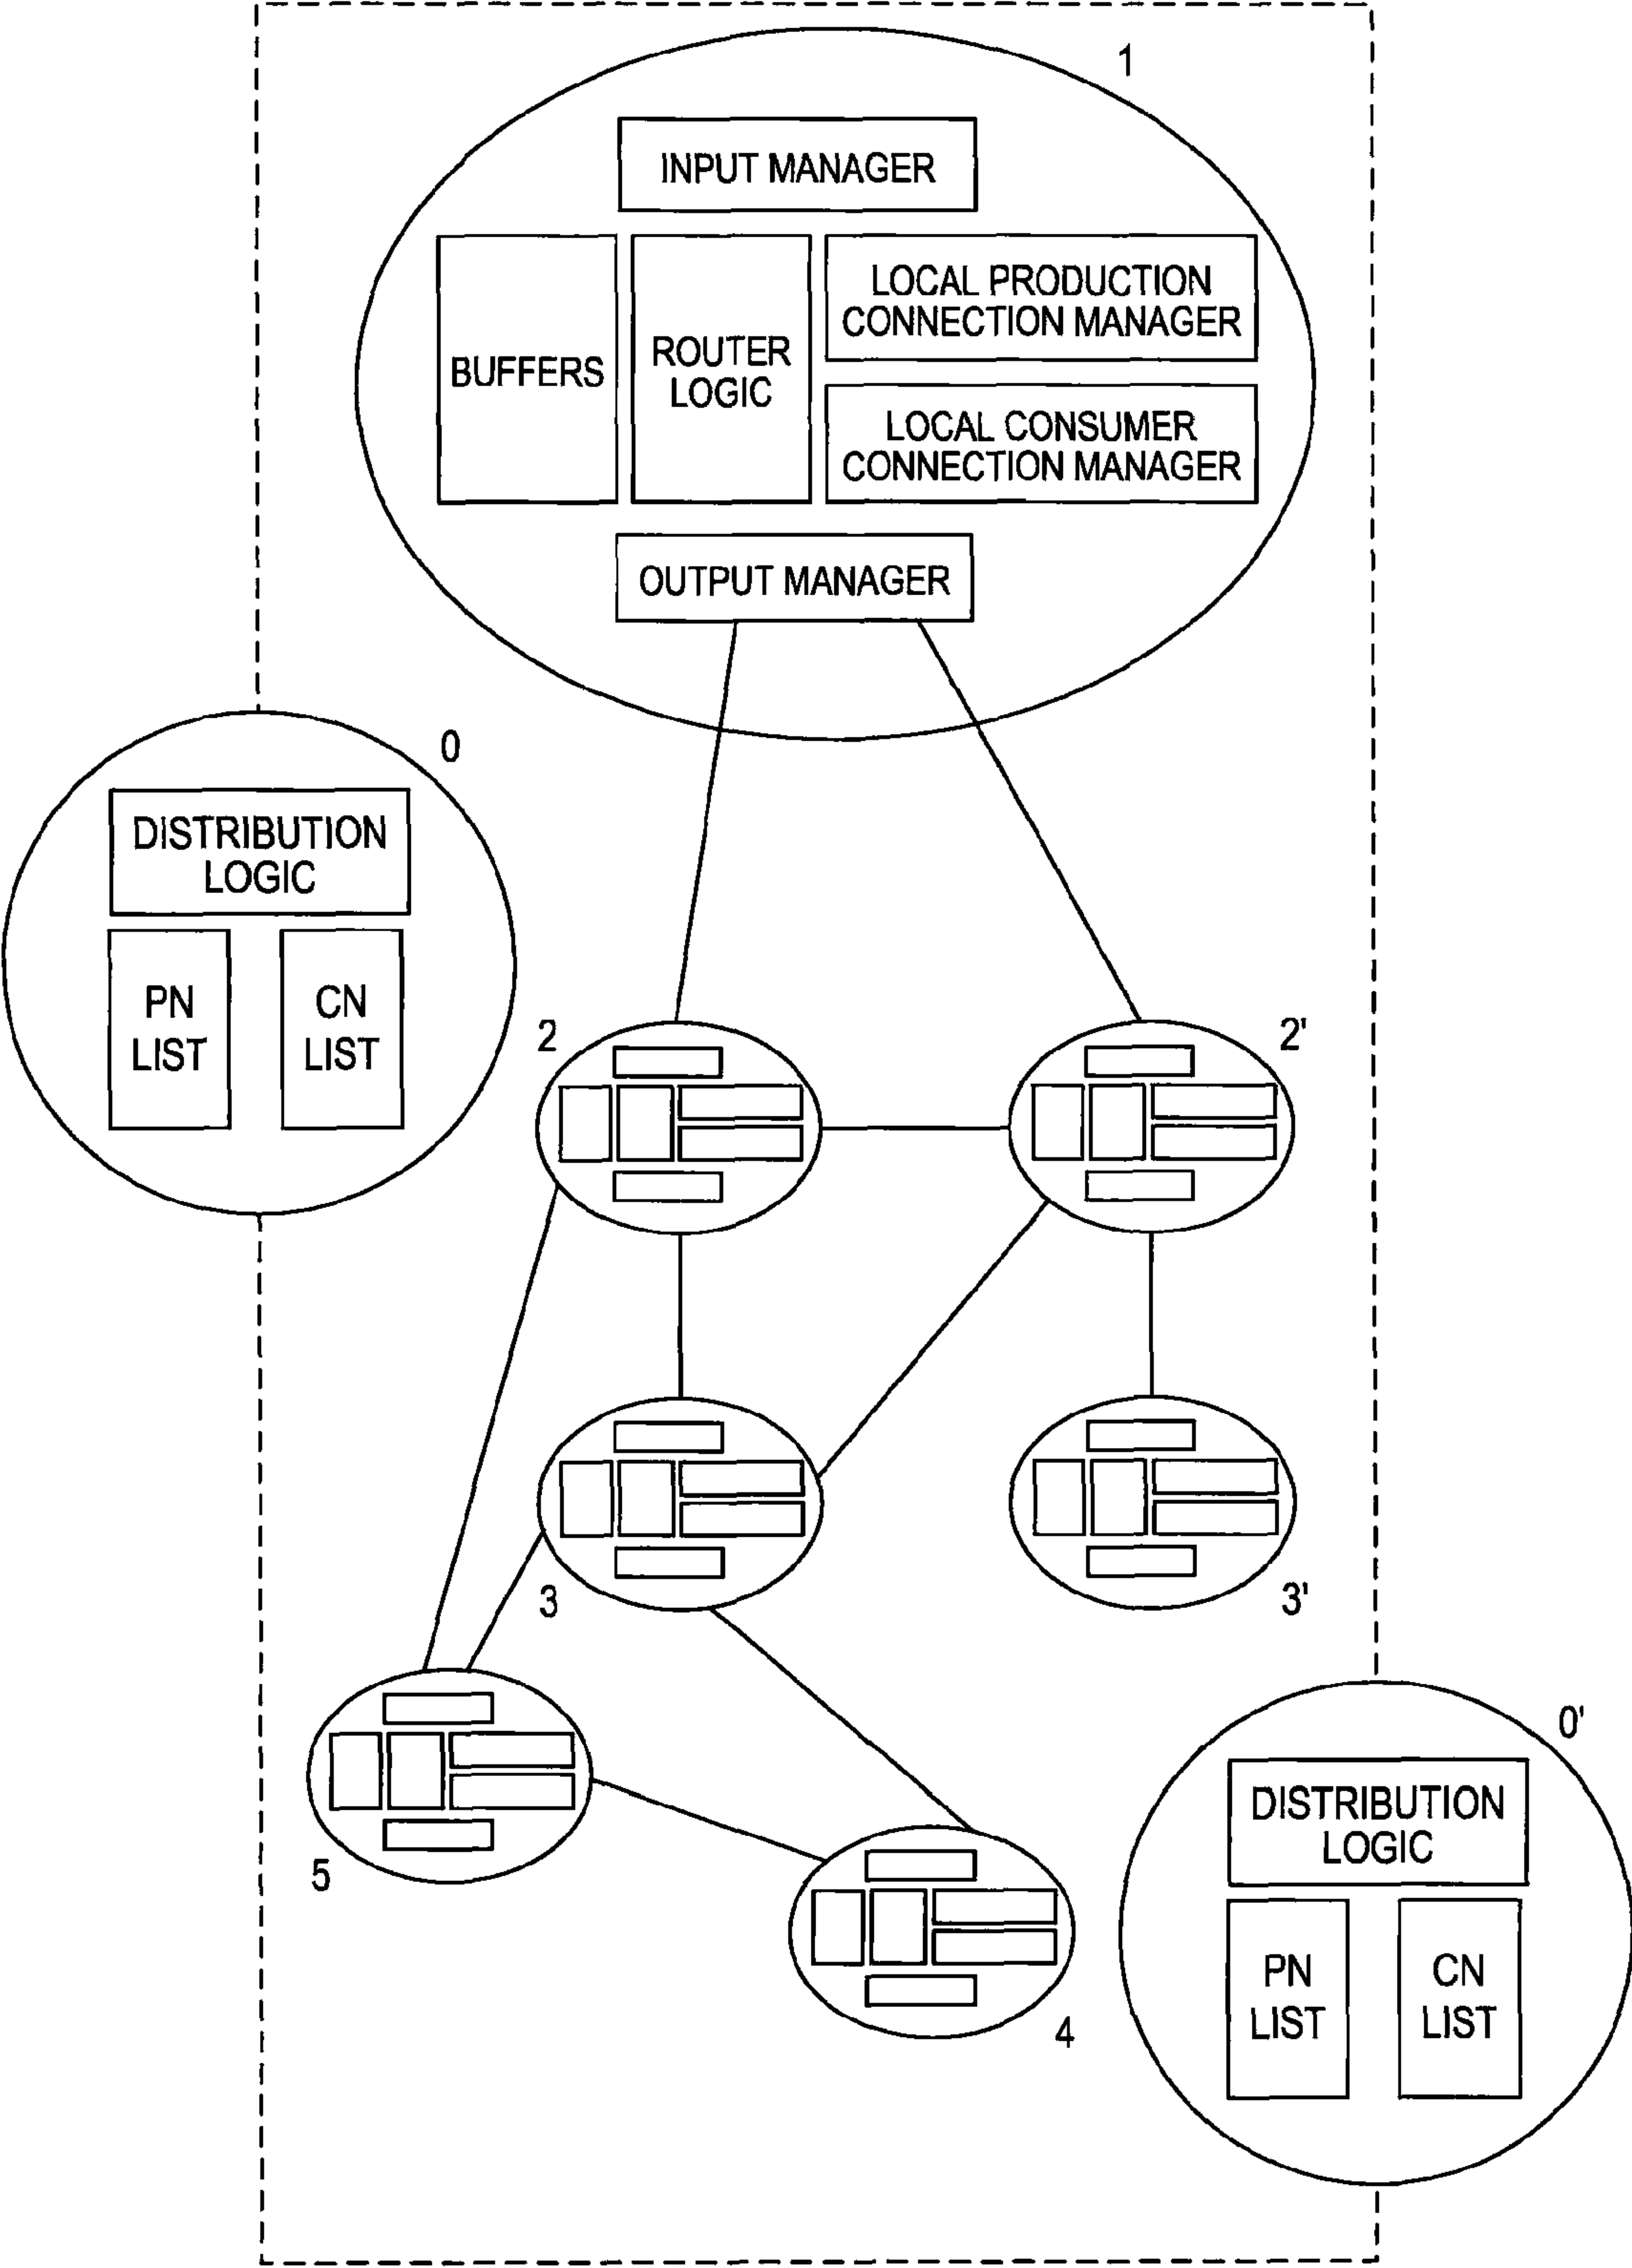 1
INPUT MANAGER
BUFFERS
ROUTER
LOGIC
LOCAL PRODUCTION
CONNECTION MANAGER
LOCAL CONSUMER
CONNECTION MANAGER
OUTPUT MANAGER
0
DISTRIBUTION
LOGIC
PN
LIST
CN
LIST
2
2'
3
3'
5
4
0'
DISTRIBUTION
LOGIC
PN
LIST
CN
LIST